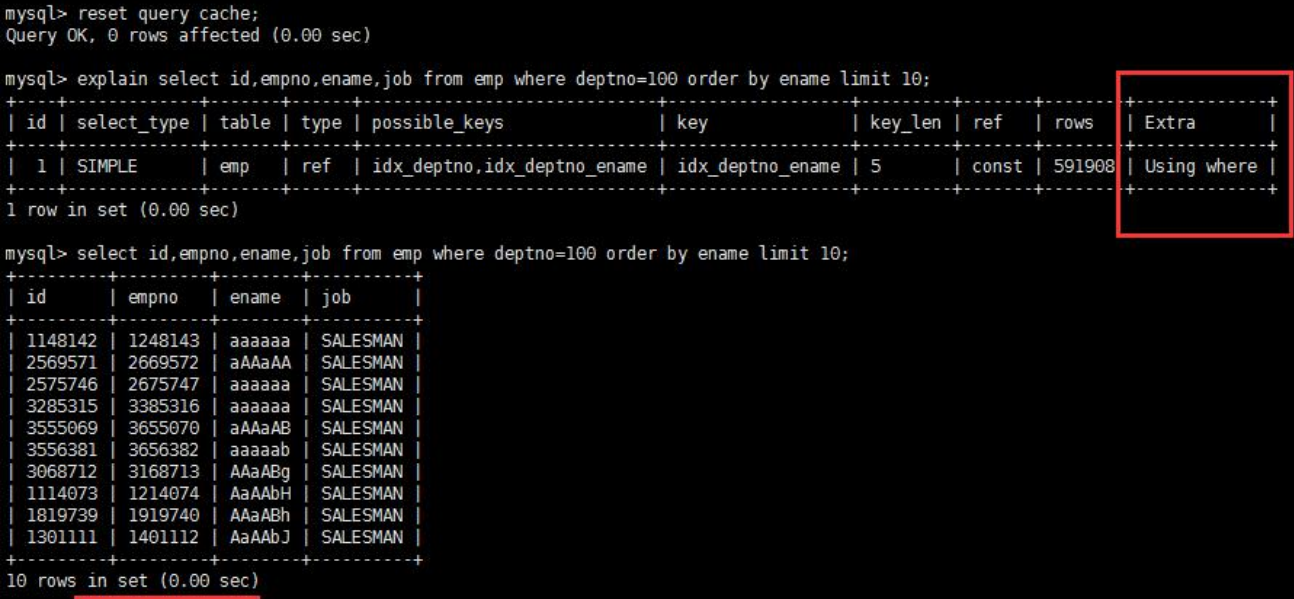 mysql> reset query cache;
Query OK, 0 rows affected (0.00 sec)
mysql> explain select id,empno,ename,job from emp where deptno=100 order by ename limit 10;
+----+-------------+-------+------+-----------------------------+------------------+---------+-------+--------+-------------+
| id | select_type | table | type | possible_keys | key | key_len | ref | rows | Extra |
+----+-------------+-------+------+-----------------------------+------------------+---------+-------+--------+-------------+
| 1 | SIMPLE | emp | ref | idx_deptno,idx_deptno_ename | idx_deptno_ename | 5 | const | 591908 | Using where |
+----+-------------+-------+------+-----------------------------+------------------+---------+-------+--------+-------------+
1 row in set (0.00 sec)
mysql> select id,empno,ename,job from emp where deptno=100 order by ename limit 10;
+---------+---------+--------+----------+
| id | empno | ename | job |
+---------+---------+--------+----------+
| 1148142 | 1248143 | aaaaaa | SALESMAN |
| 2569571 | 2669572 | aAAaAA | SALESMAN |
| 2575746 | 2675747 | aaaaaa | SALESMAN |
| 3285315 | 3385316 | aaaaaa | SALESMAN |
| 3555069 | 3655070 | aAAaAB | SALESMAN |
| 3556381 | 3656382 | aaaaab | SALESMAN |
| 3068712 | 3168713 | AAaABg | SALESMAN |
| 1114073 | 1214074 | AaAAbH | SALESMAN |
| 1819739 | 1919740 | AAaABh | SALESMAN |
| 1301111 | 1401112 | AaAAbJ | SALESMAN |
+---------+---------+--------+----------+
10 rows in set (0.00 sec)